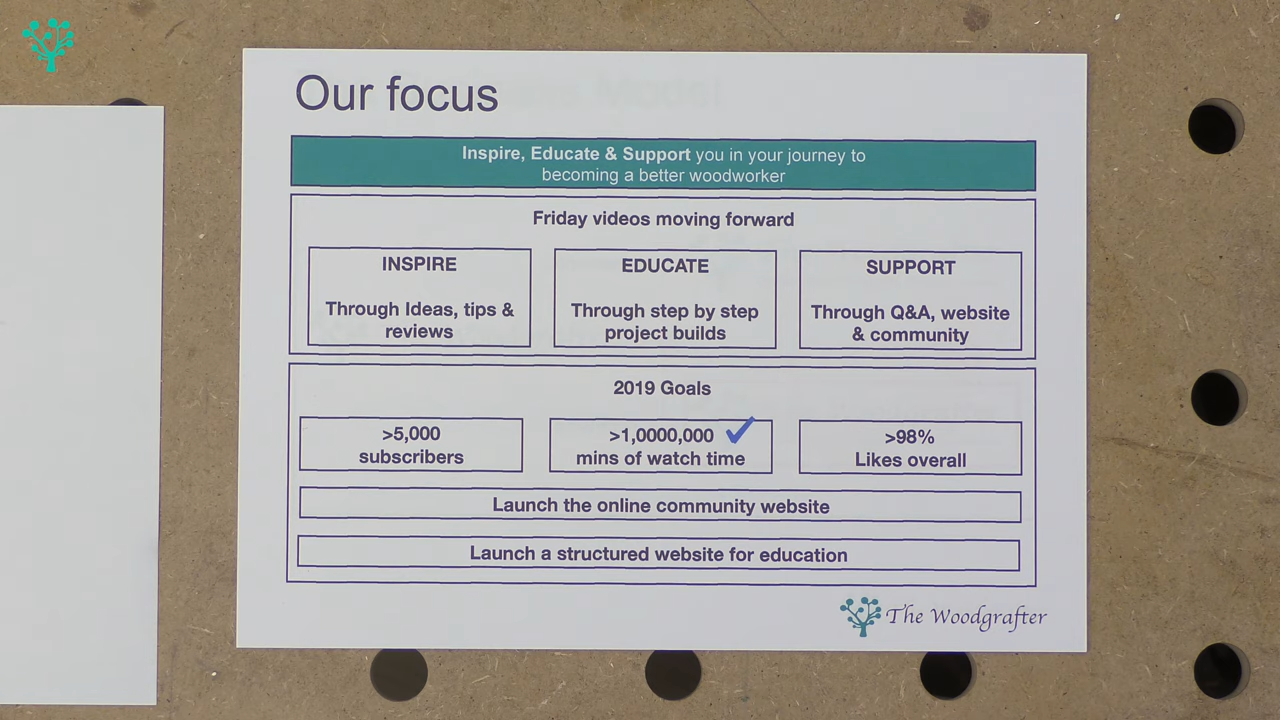 Our focus
Inspire, Educate & Support you in your journey to
becoming a better woodworker
Friday videos moving forward
INSPIRE
Through Ideas, tips &
reviews
EDUCATE
Through step by step
project builds
SUPPORT
Through Q&A, website
& community
2019 Goals
>5,000
subscribers
>1,0000,000
mins of watch time
>98%
Likes overall
Launch the online community website
Launch a structured website for education
The Woodgrafter